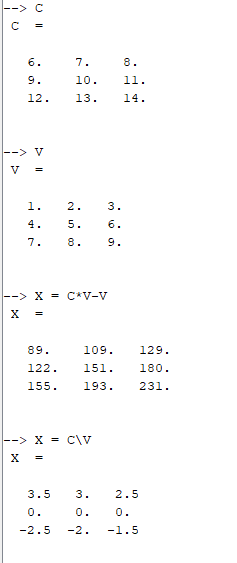 --> C
C  =
6.  7.  8.
9.  10.  11.
12.  13.  14.
--> V
V  =
1.  2.  3.
4.  5.  6.
7.  8.  9.
--> X = C*V-V
X  =
89.  109.  129.
122.  151.  180.
155.  193.  231.
--> X = C\V
X  =
3.5  3.  2.5
0.  0.  0.
-2.5  -2.  -1.5